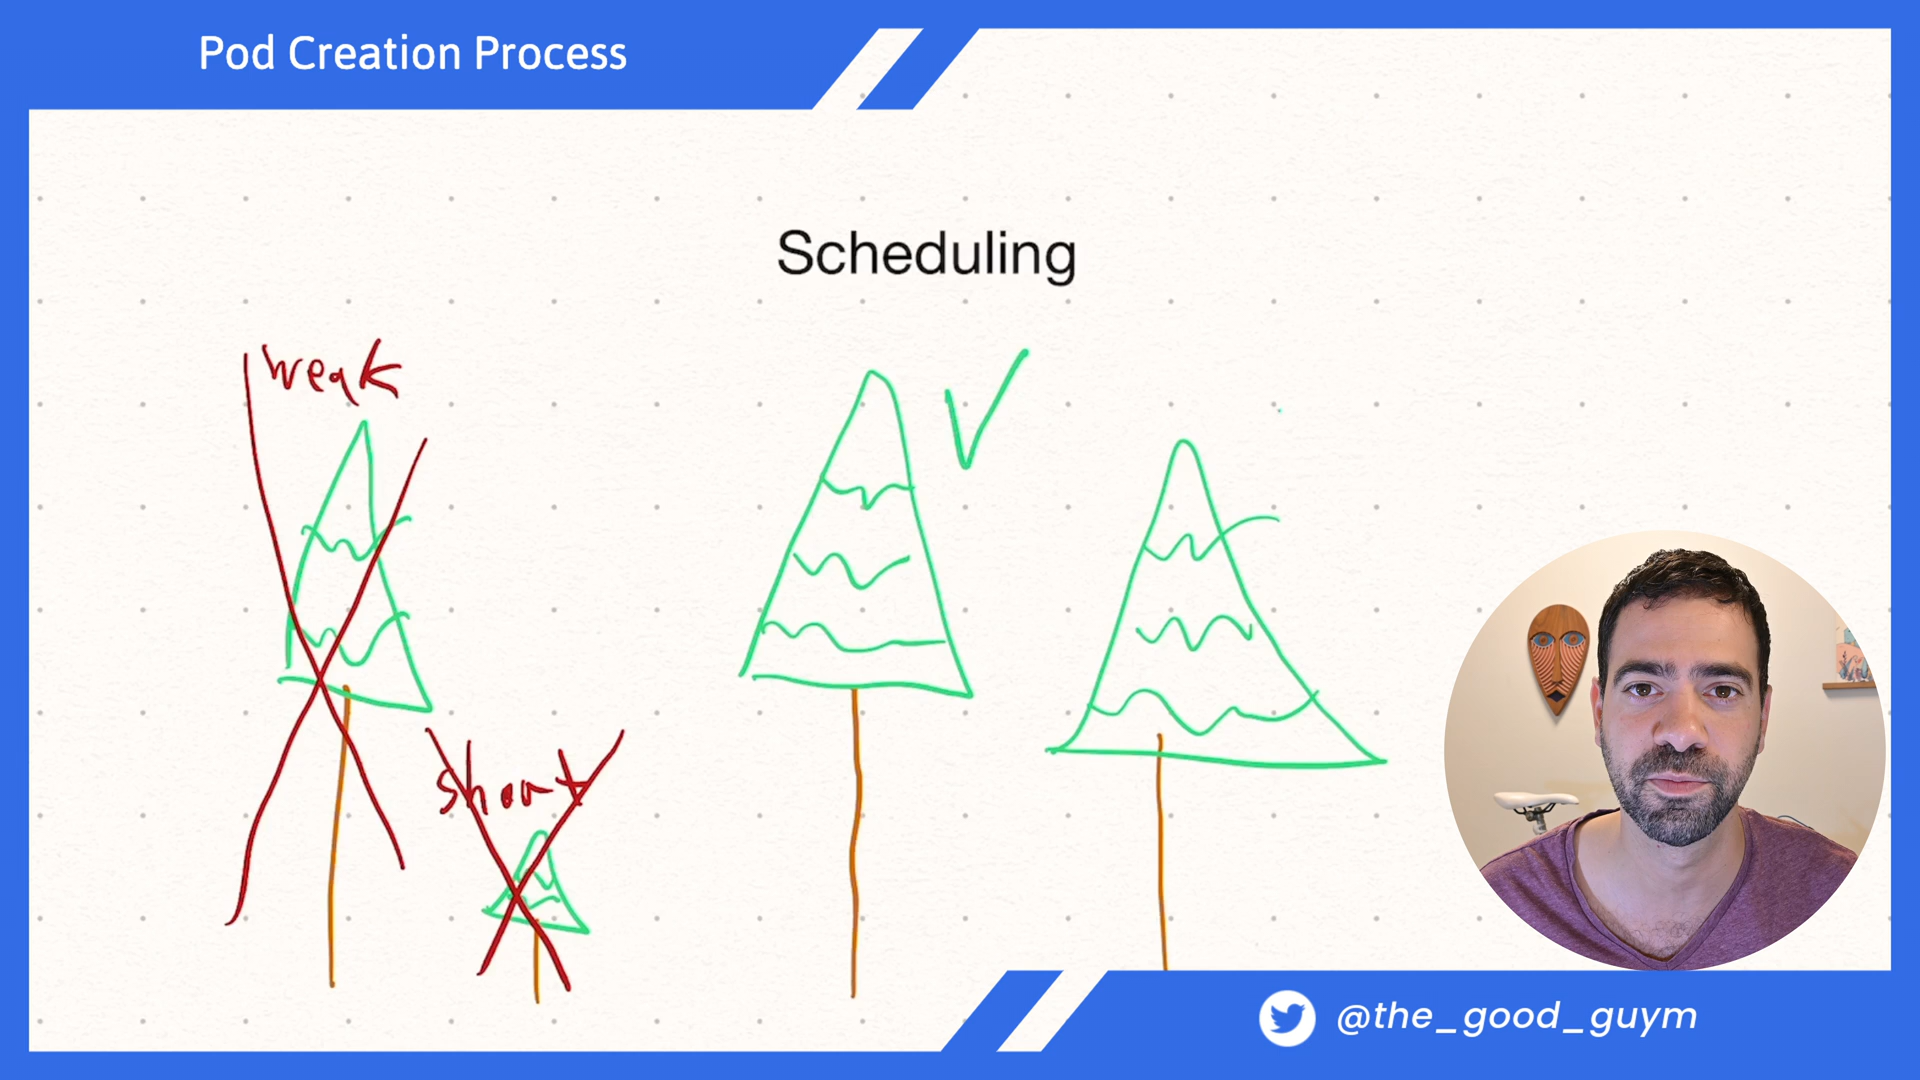 Pod Creation Process
Scheduling
weak
short
@the_good_guym